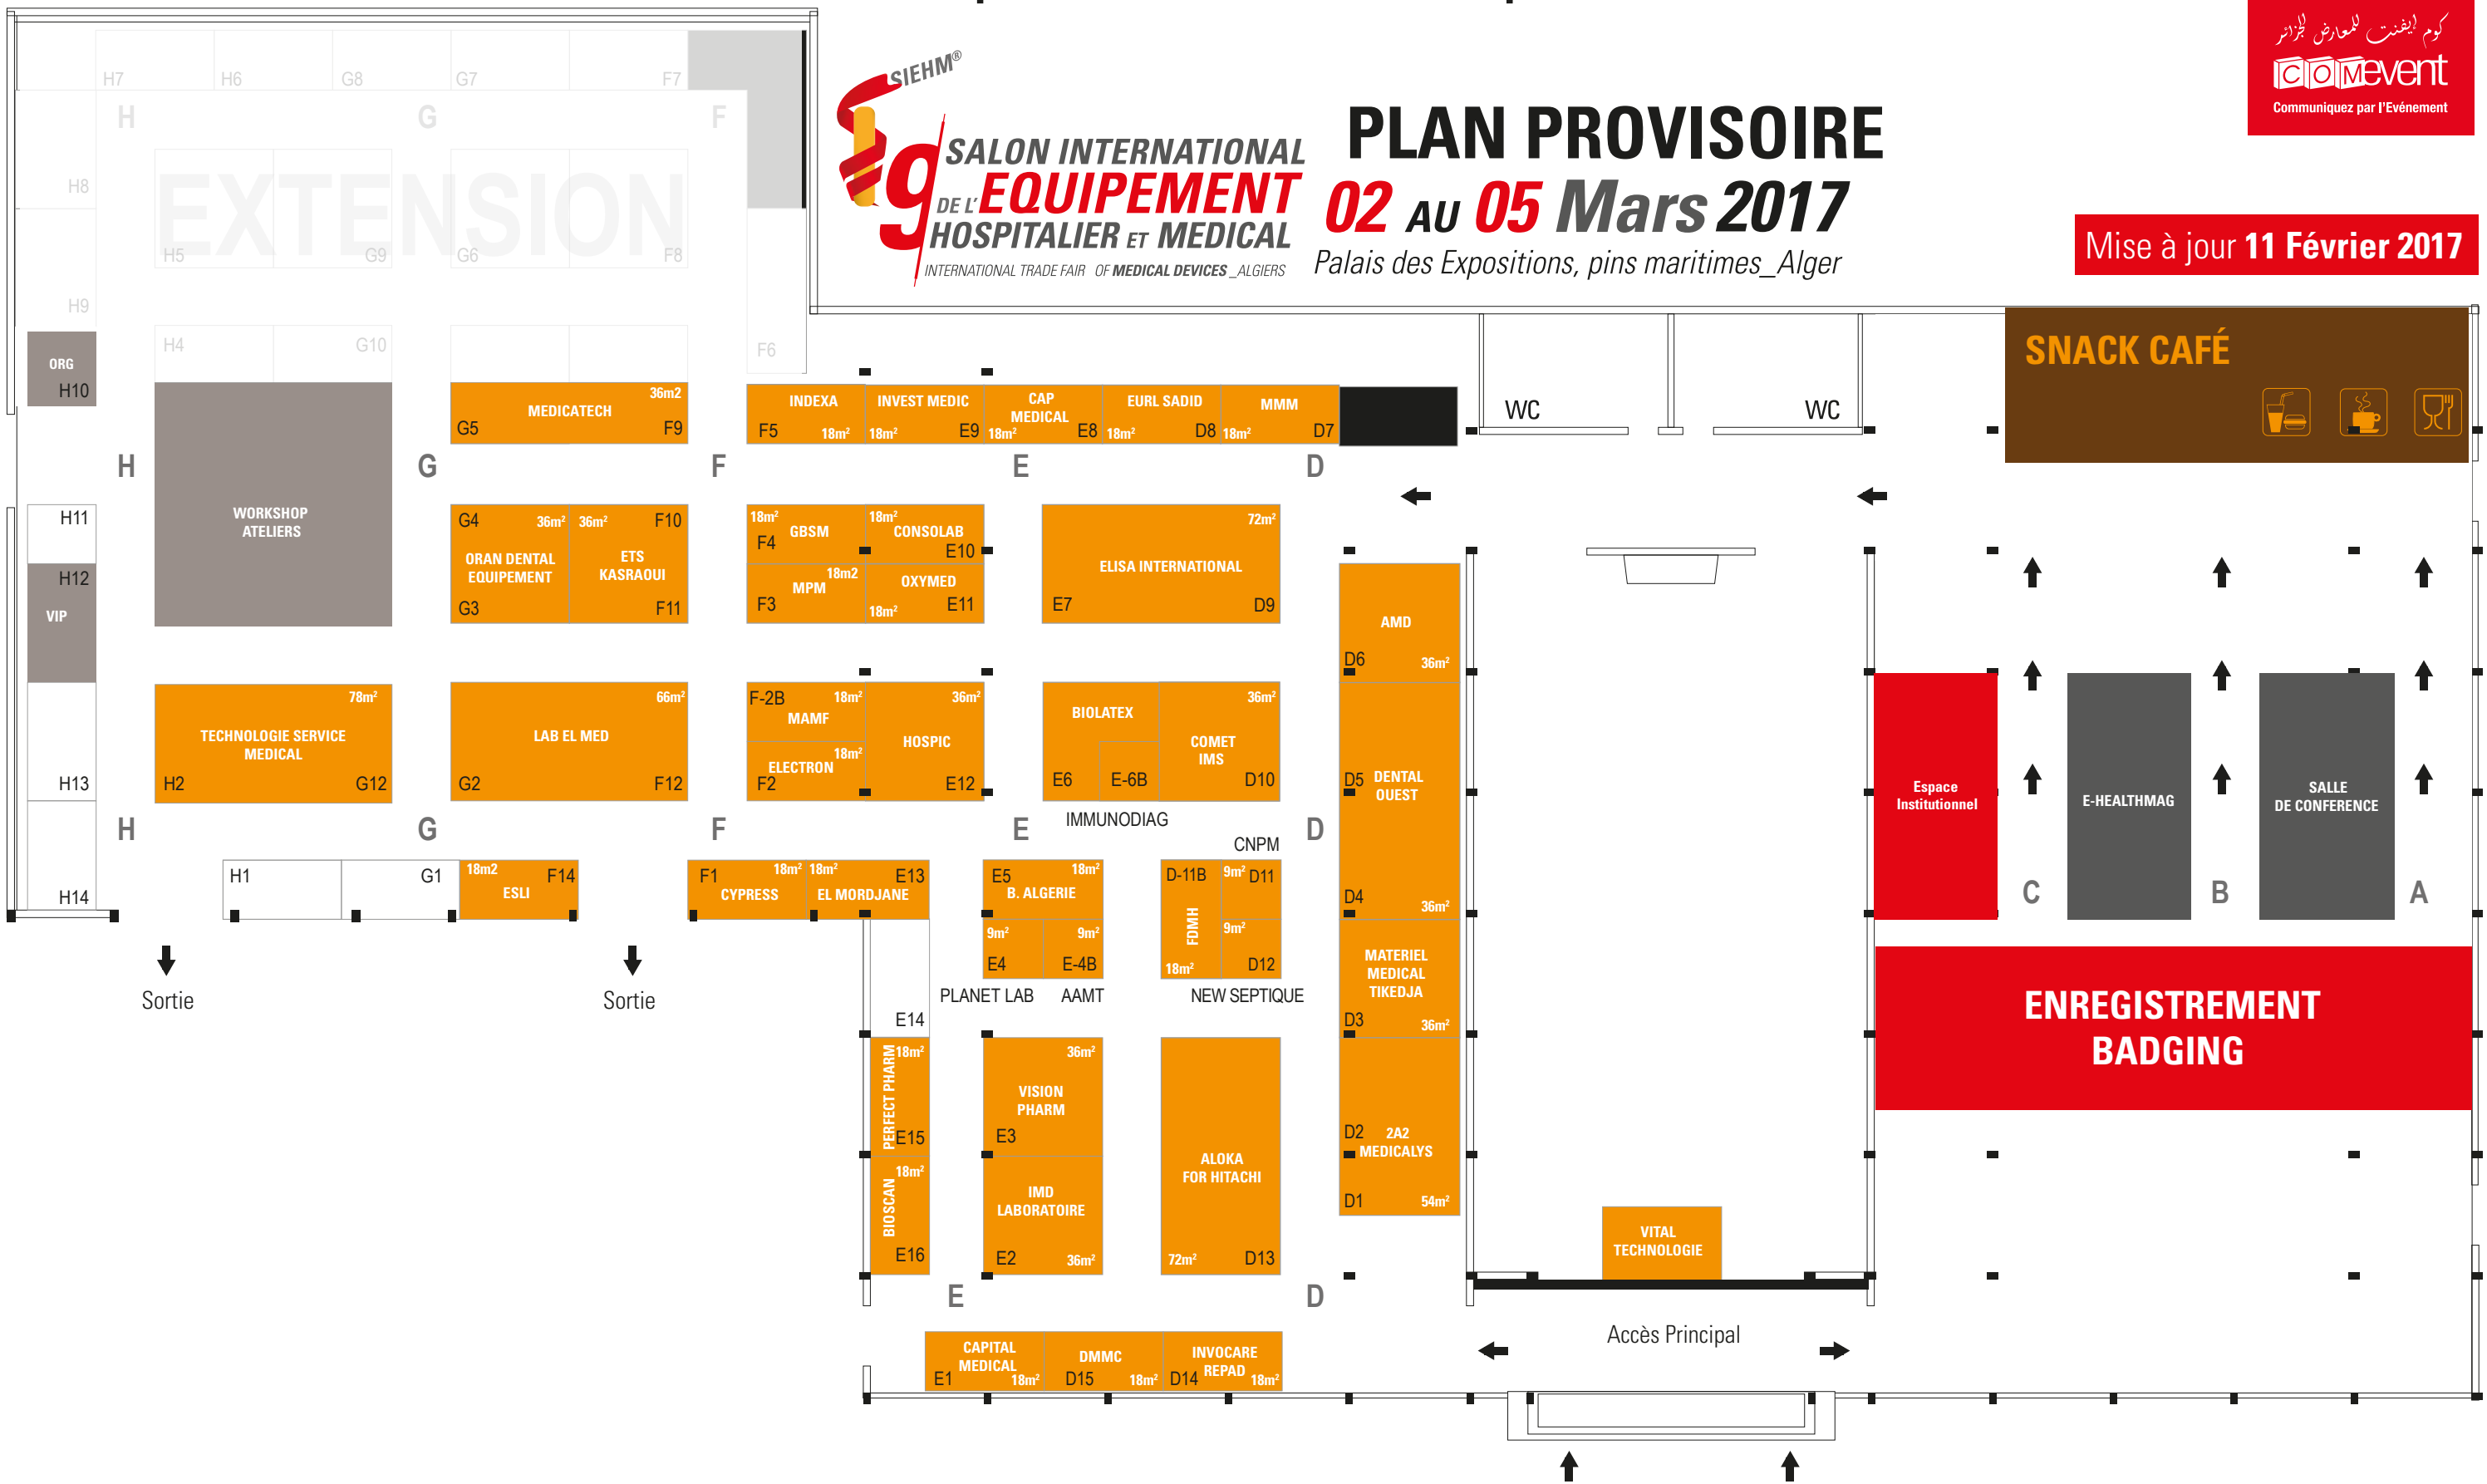 كوم إيفنت للمعارض الجزائر
COMEVENT
Communiquez par l'Evénement
SIEHM®
SALON INTERNATIONAL
DE L'EQUIPEMENT
HOSPITALIER ET MEDICAL
INTERNATIONAL TRADE FAIR OF MEDICAL DEVICES _ALGIERS
PLAN PROVISOIRE
02 AU 05 Mars 2017
Palais des Expositions, pins maritimes_Alger
Mise à jour 11 Février 2017
H7
H6
G8
G7
F7
H
G
F
H8
EXTENSION
H5
G9
G6
F8
H9
H4
G10
F6
ORG
H10
WORKSHOP
ATELIERS
MEDICATECH
36m2
G5
F9
INDEXA
F5
18m²
INVEST MEDIC
18m²
E9
CAP
MEDICAL
18m²
E8
EURL SADID
18m²
D8
MMM
18m²
D7
WC
WC
SNACK CAFÉ
H
G
F
E
D
H11
H12
VIP
G4
36m²
ORAN DENTAL
EQUIPEMENT
G3
36m²
F10
ETS
KASRAOUI
F11
18m²
GBSM
F4
18m²
CONSOLAB
E10
18m2
MPM
F3
OXYMED
18m²
E11
72m²
ELISA INTERNATIONAL
E7
D9
AMD
D6
36m²
78m²
TECHNOLOGIE SERVICE
MEDICAL
H2
G12
66m²
LAB EL MED
G2
F12
F-2B
18m²
MAMF
18m²
ELECTRON
F2
36m²
HOSPIC
E12
BIOLATEX
E6
E-6B
36m²
COMET
IMS
D10
IMMUNODIAG
D5
DENTAL
OUEST
D4
36m²
Espace
Institutionnel
E-HEALTHMAG
SALLE
DE CONFERENCE
H13
H
G
F
E
D
CNPM
H14
H1
G1
18m2
F14
ESLI
F1
18m²
CYPRESS
18m²
E13
EL MORDJANE
E5
18m²
B. ALGERIE
9m²
E4
9m²
E-4B
D-11B
FDMH
18m²
9m²
D11
9m²
D12
C
B
A
MATERIEL
MEDICAL
TIKEDJA
D3
36m²
Sortie
Sortie
PLANET LAB
AAMT
NEW SEPTIQUE
E14
ENREGISTREMENT
BADGING
18m²
PERFECT PHARM
E15
36m²
VISION
PHARM
E3
ALOKA
FOR HITACHI
72m²
D13
D2
2A2
MEDICALYS
D1
54m²
18m²
BIOSCAN
E16
IMD
LABORATOIRE
E2
36m²
VITAL
TECHNOLOGIE
E
D
Accès Principal
CAPITAL
MEDICAL
E1
18m²
DMMC
D15
18m²
INVOCARE
REPAD
D14
18m²